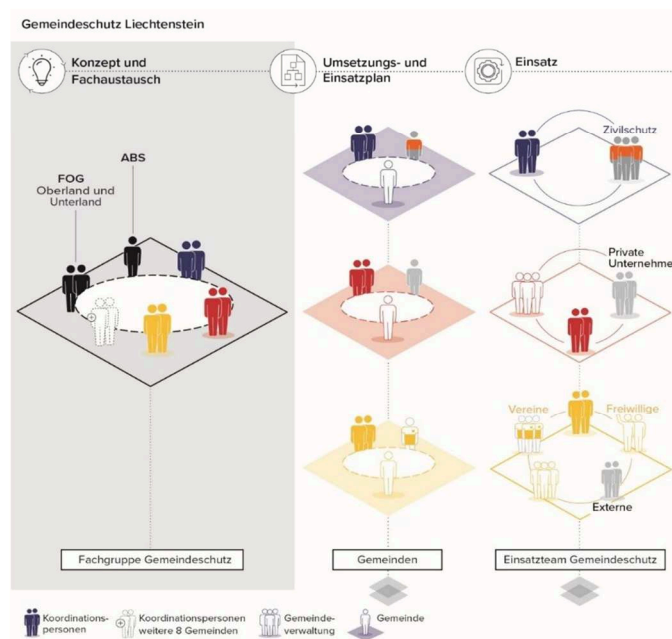 Gemeindeschutz Liechtenstein
Konzept und
Fachaustausch
Umsetzungs- und
Einsatzplan
Einsatz
ABS
FOG
Oberland und
Unterland
Zivilschutz
Private
Unternehmen
Vereine
Freiwillige
Externe
Fachgruppe Gemeindeschutz
Gemeinden
Einsatzteam Gemeindeschutz
Koordinations-
personen
Koordinationspersonen
weitere 8 Gemeinden
Gemeinde-
verwaltung
Gemeinde